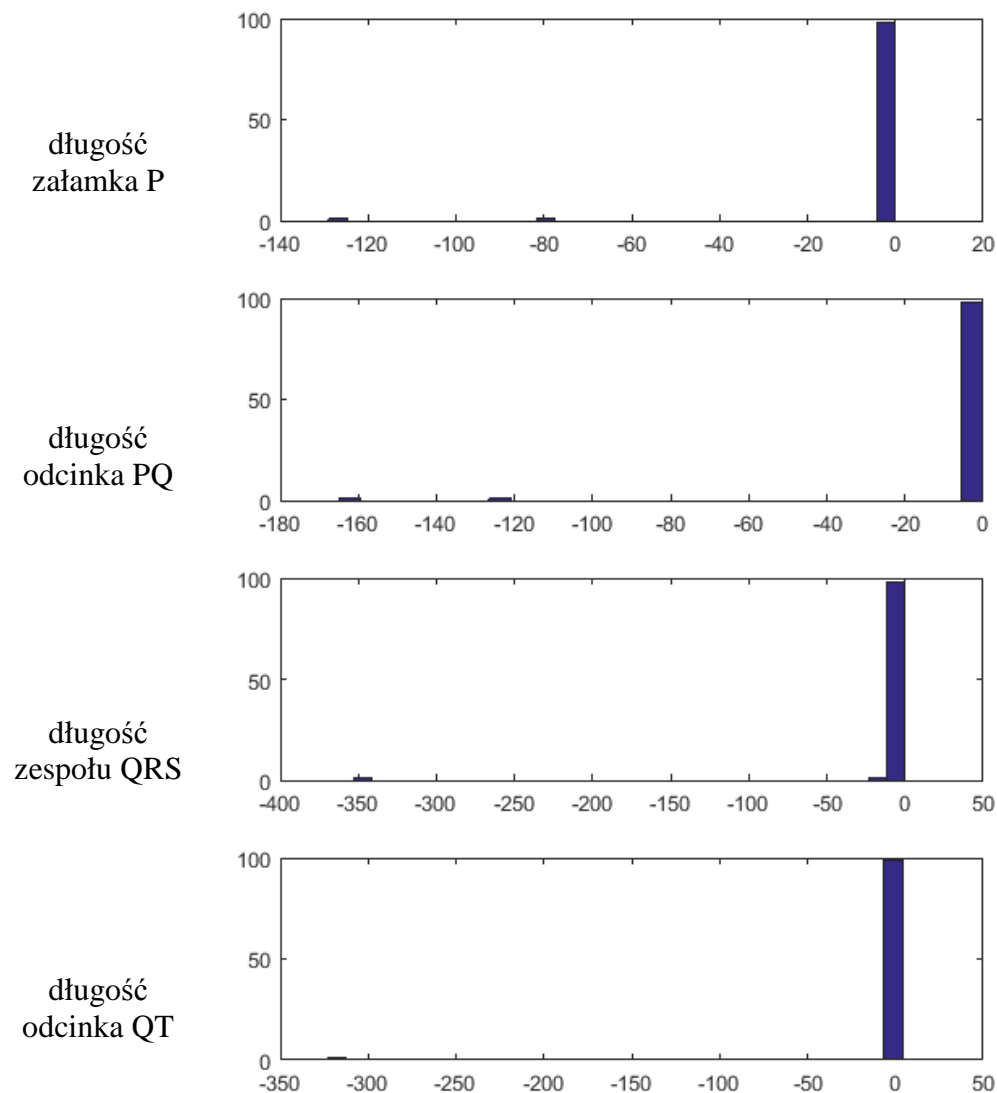 100
50
0
-140 -120 -100 -80 -60 -40 -20 0 20
długość
załamka P
100
50
0
-180 -160 -140 -120 -100 -80 -60 -40 -20 0
długość
odcinka PQ
100
50
0
-400 -350 -300 -250 -200 -150 -100 -50 0 50
długość
zespołu QRS
100
50
0
-350 -300 -250 -200 -150 -100 -50 0 50
długość
odcinka QT